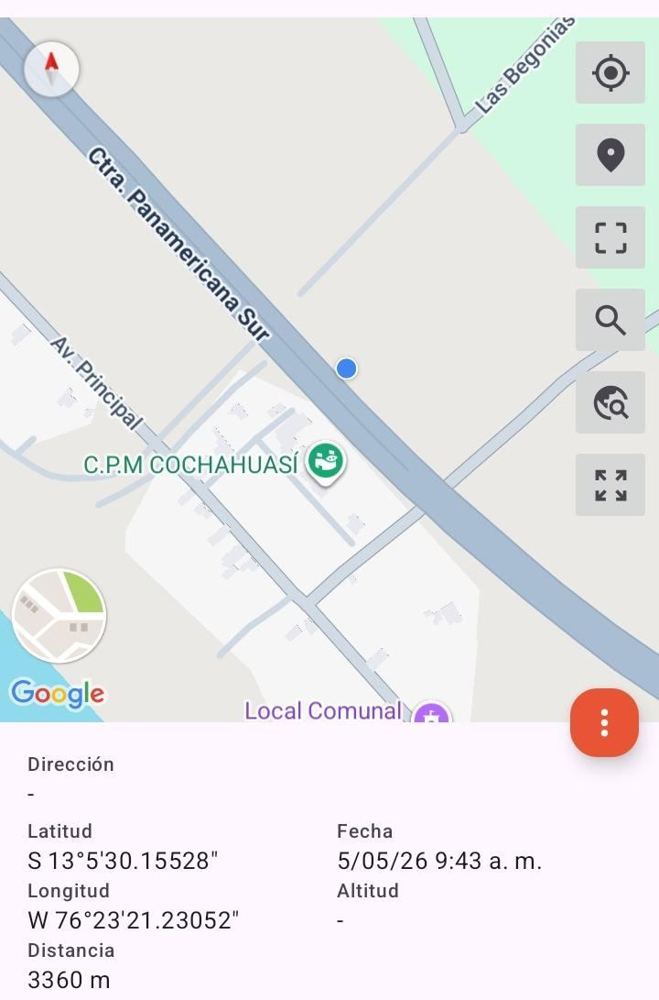 Las Begonias
Ctra. Panamericana Sur
Av. Principal
C.P.M COCHAHUASÍ
Google
Local Comunal
Dirección
-
Latitud
S 13°5'30.15528"
Fecha
5/05/26 9:43 a. m.
Longitud
W 76°23'21.23052"
Altitud
-
Distancia
3360 m